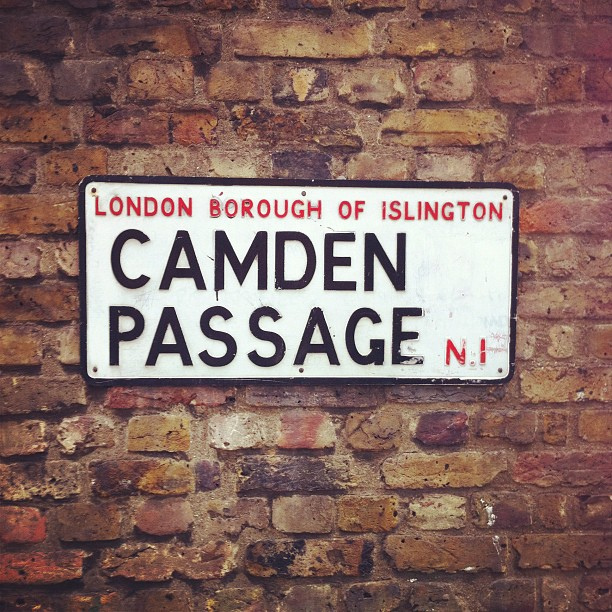 LONDON BOROUGH OF ISLINGTON
CAMDEN
PASSAGE N.1